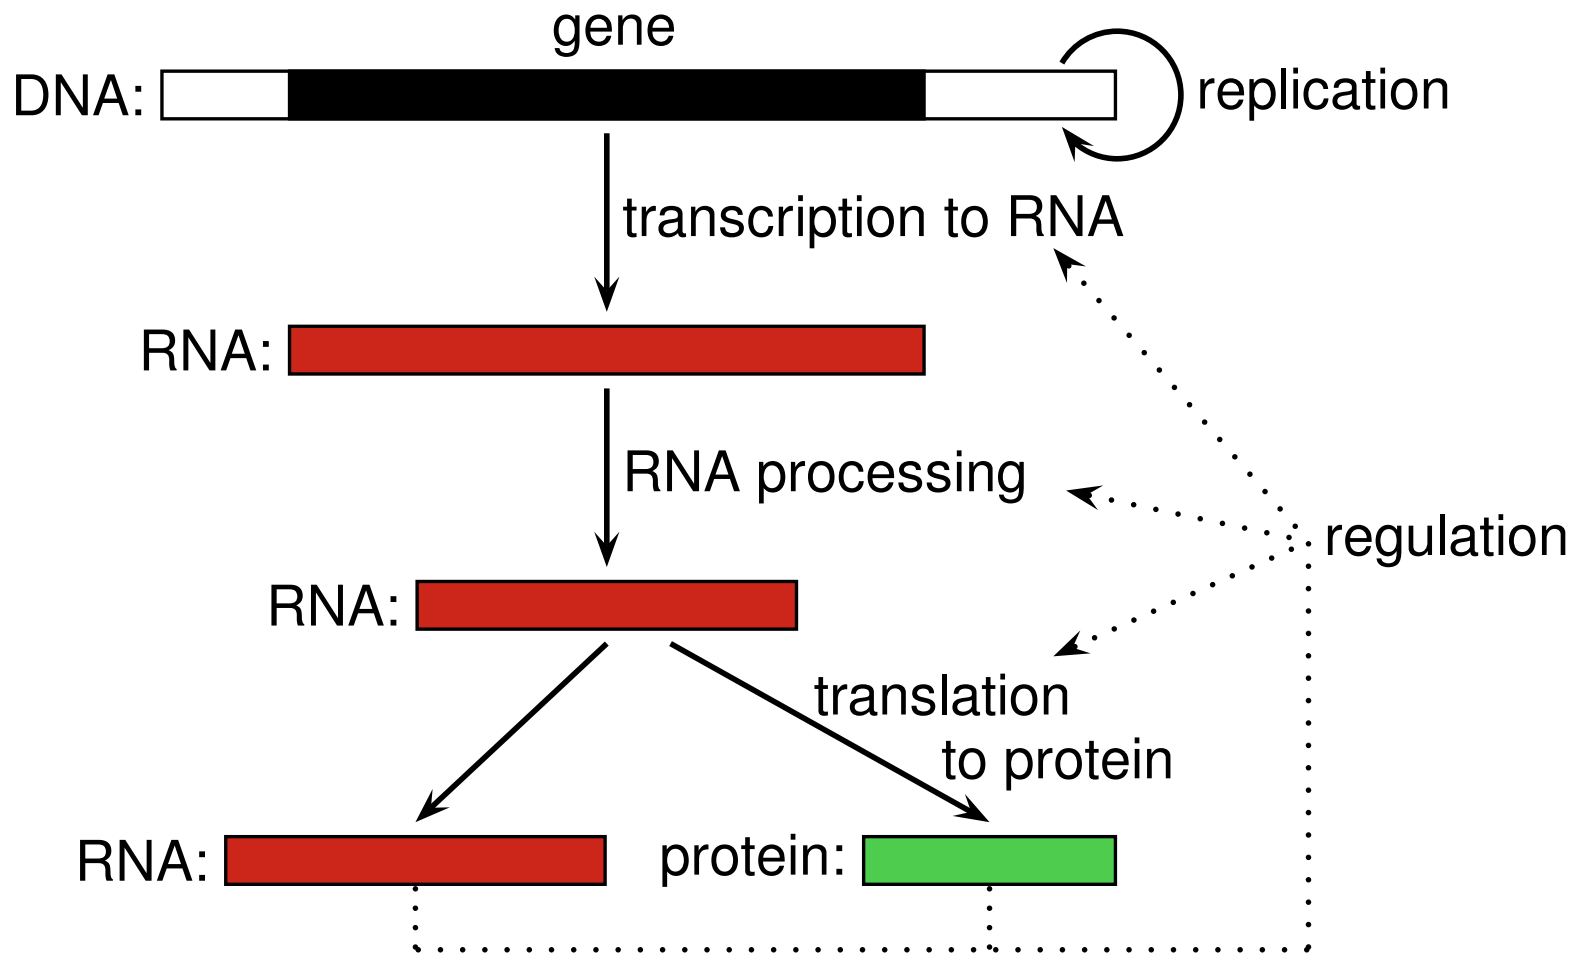 gene
DNA:
replication
transcription to RNA
RNA:
RNA processing
regulation
RNA:
translation
to protein
RNA:
protein: